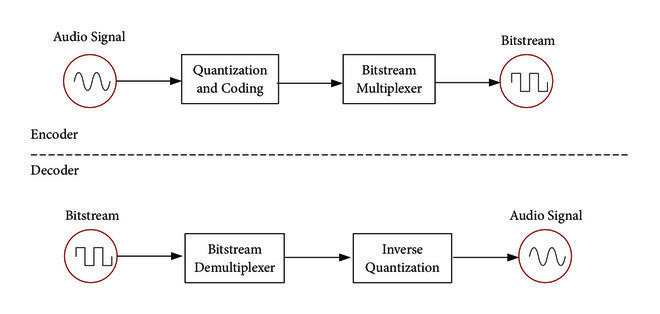 Audio Signal
Quantization
and Coding
Bitstream
Multiplexer
Bitstream
Encoder
Decoder
Bitstream
Bitstream
Demultiplexer
Inverse
Quantization
Audio Signal